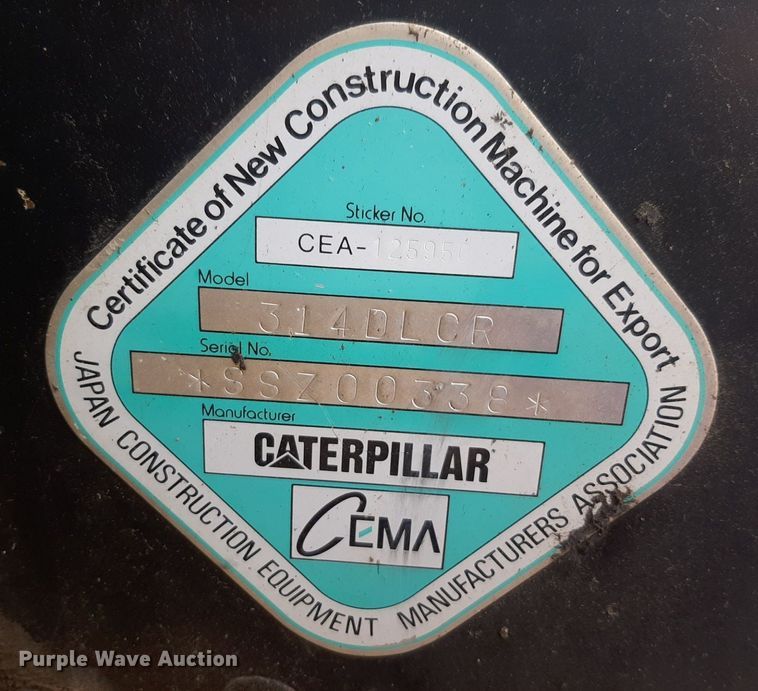 Certificate of New Construction Machine for Export
Sticker No.
CEA-125950
Model
314DLCR
Serial No.
*SSZ00338*
Manufacturer
CATERPILLAR
CEMA
JAPAN CONSTRUCTION EQUIPMENT MANUFACTURERS ASSOCIATION
Purple Wave Auction